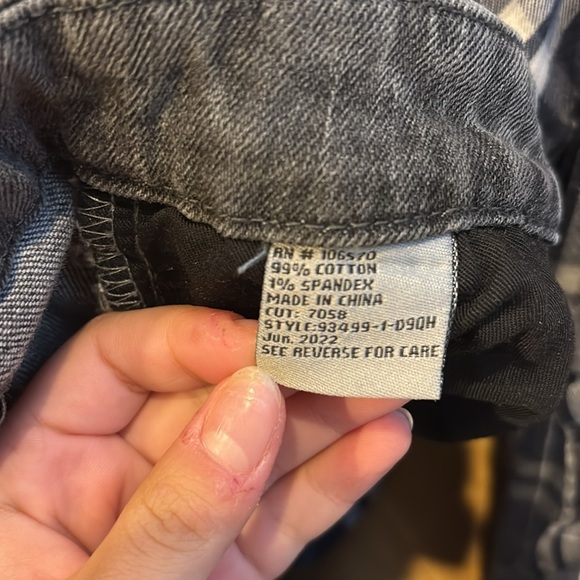 RN # 106570
99% COTTON
1% SPANDEX
MADE IN CHINA
CUT: 7058
STYLE:93499-1-D9QH
Jun. 2022
SEE REVERSE FOR CARE